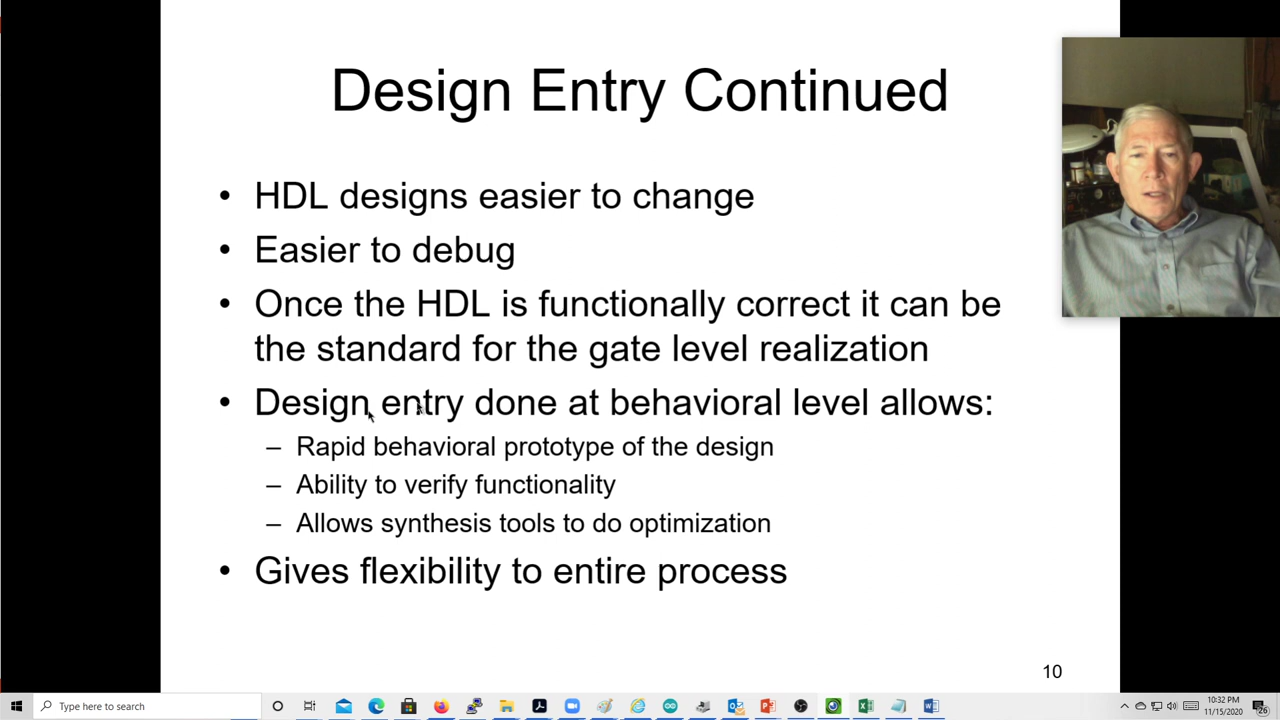 Design Entry Continued
• HDL designs easier to change
• Easier to debug
• Once the HDL is functionally correct it can be
the standard for the gate level realization
• Design entry done at behavioral level allows:
– Rapid behavioral prototype of the design
– Ability to verify functionality
– Allows synthesis tools to do optimization
• Gives flexibility to entire process
10
Type here to search
10:32 PM
11/15/2020
26